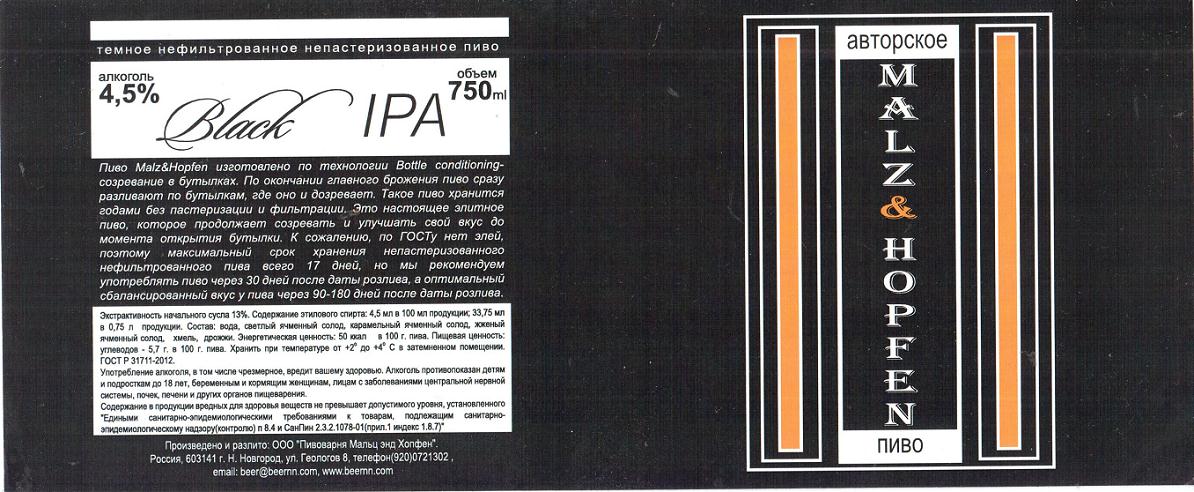 темное нефильтрованное непастеризованное пиво
алкоголь
4,5%
Black IPA
объем
750ml
Пиво Malz&Hopfen изготовлено по технологии Bottle conditioning-
созревание в бутылках. По окончании главного брожения пиво сразу
разливают по бутылкам, где оно и дозревает. Такое пиво хранится
годами без пастеризации и фильтрации. Это настоящее элитное
пиво, которое продолжает созревать и улучшать свой вкус до
момента открытия бутылки. К сожалению, по ГОСТу нет элей,
поэтому максимальный срок хранения непастеризованного
нефильтрованного пива всего 17 дней, но мы рекомендуем
употреблять пиво через 30 дней после даты розлива, а оптимальный
сбалансированный вкус у пива через 90-180 дней после даты розлива.
Экстрактивность начального сусла 13%. Содержание этилового спирта: 4,5 мл в 100 мл продукции; 33,75 мл
в 0,75 л продукции. Состав: вода, светлый ячменный солод, карамельный ячменный солод, жженый
ячменный солод, хмель, дрожжи. Энергетическая ценность: 50 ккал в 100 г. пива. Пищевая ценность:
углеводов - 5,7 г. в 100 г. пива. Хранить при температуре от +2° до +4° С в затемненном помещении.
ГОСТ Р 31711-2012.
Употребление алкоголя, в том числе чрезмерное, вредит вашему здоровью. Алкоголь противопоказан детям
и подросткам до 18 лет, беременным и кормящим женщинам, лицам с заболеваниями центральной нервной
системы, почек, печени и других органов пищеварения.
Содержание в продукции вредных для здоровья веществ не превышает допустимого уровня, установленного
"Едиными санитарно-эпидемиологическими требованиями к товарам, подлежащим санитарно-
эпидемиологическому надзору(контролю) п 8.4 и СанПин 2.3.2.1078-01(прил.1 индекс 1.8.7)"
Произведено и разлито: ООО "Пивоварня Мальц энд Хопфен".
Россия, 603141 г. Н. Новгород, ул. Геологов 8, телефон(920)0721302 ,
email: beer@beernn.com, www.beernn.com
авторское
MALZ & HOPFEN
пиво